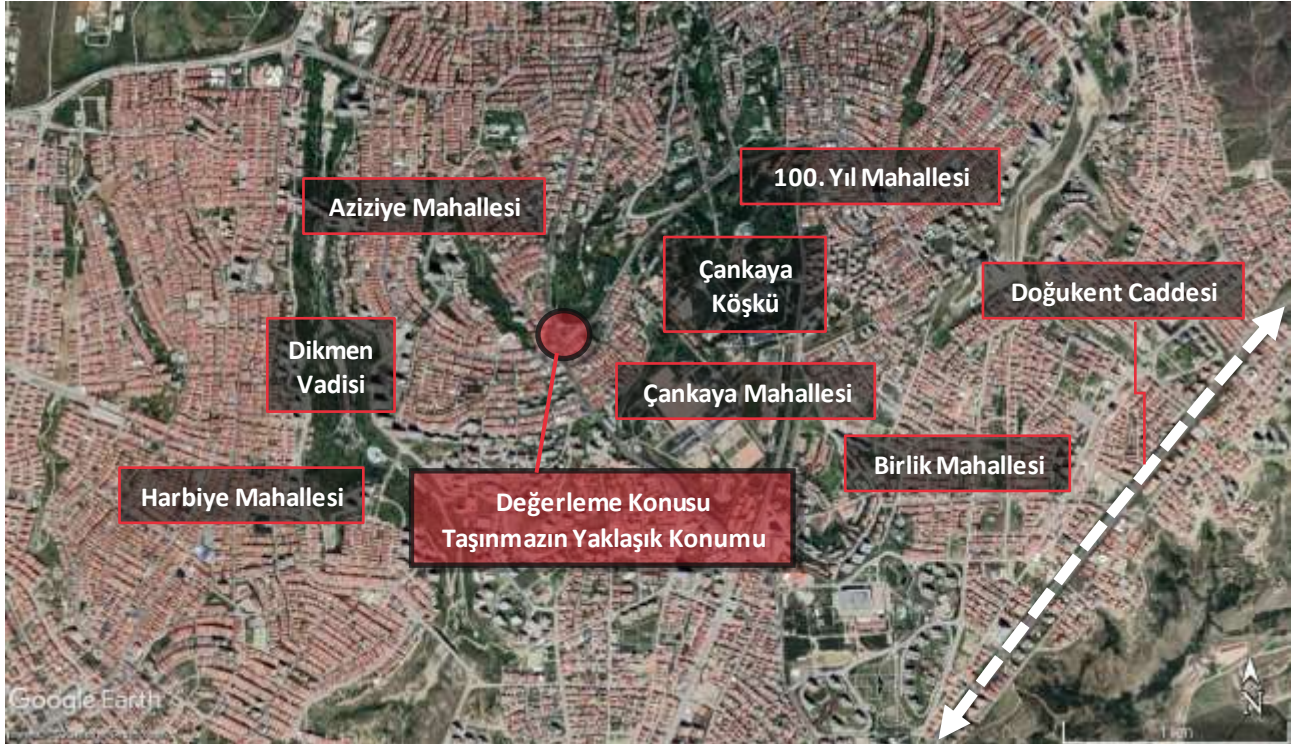 100. Yıl Mahallesi
Aziziye Mahallesi
Çankaya
Köşkü
Doğukent Caddesi
Dikmen
Vadisi
Çankaya Mahallesi
Birlik Mahallesi
Harbiye Mahallesi
Değerleme Konusu
Taşınmazın Yaklaşık Konumu
Google Earth
N
1 km